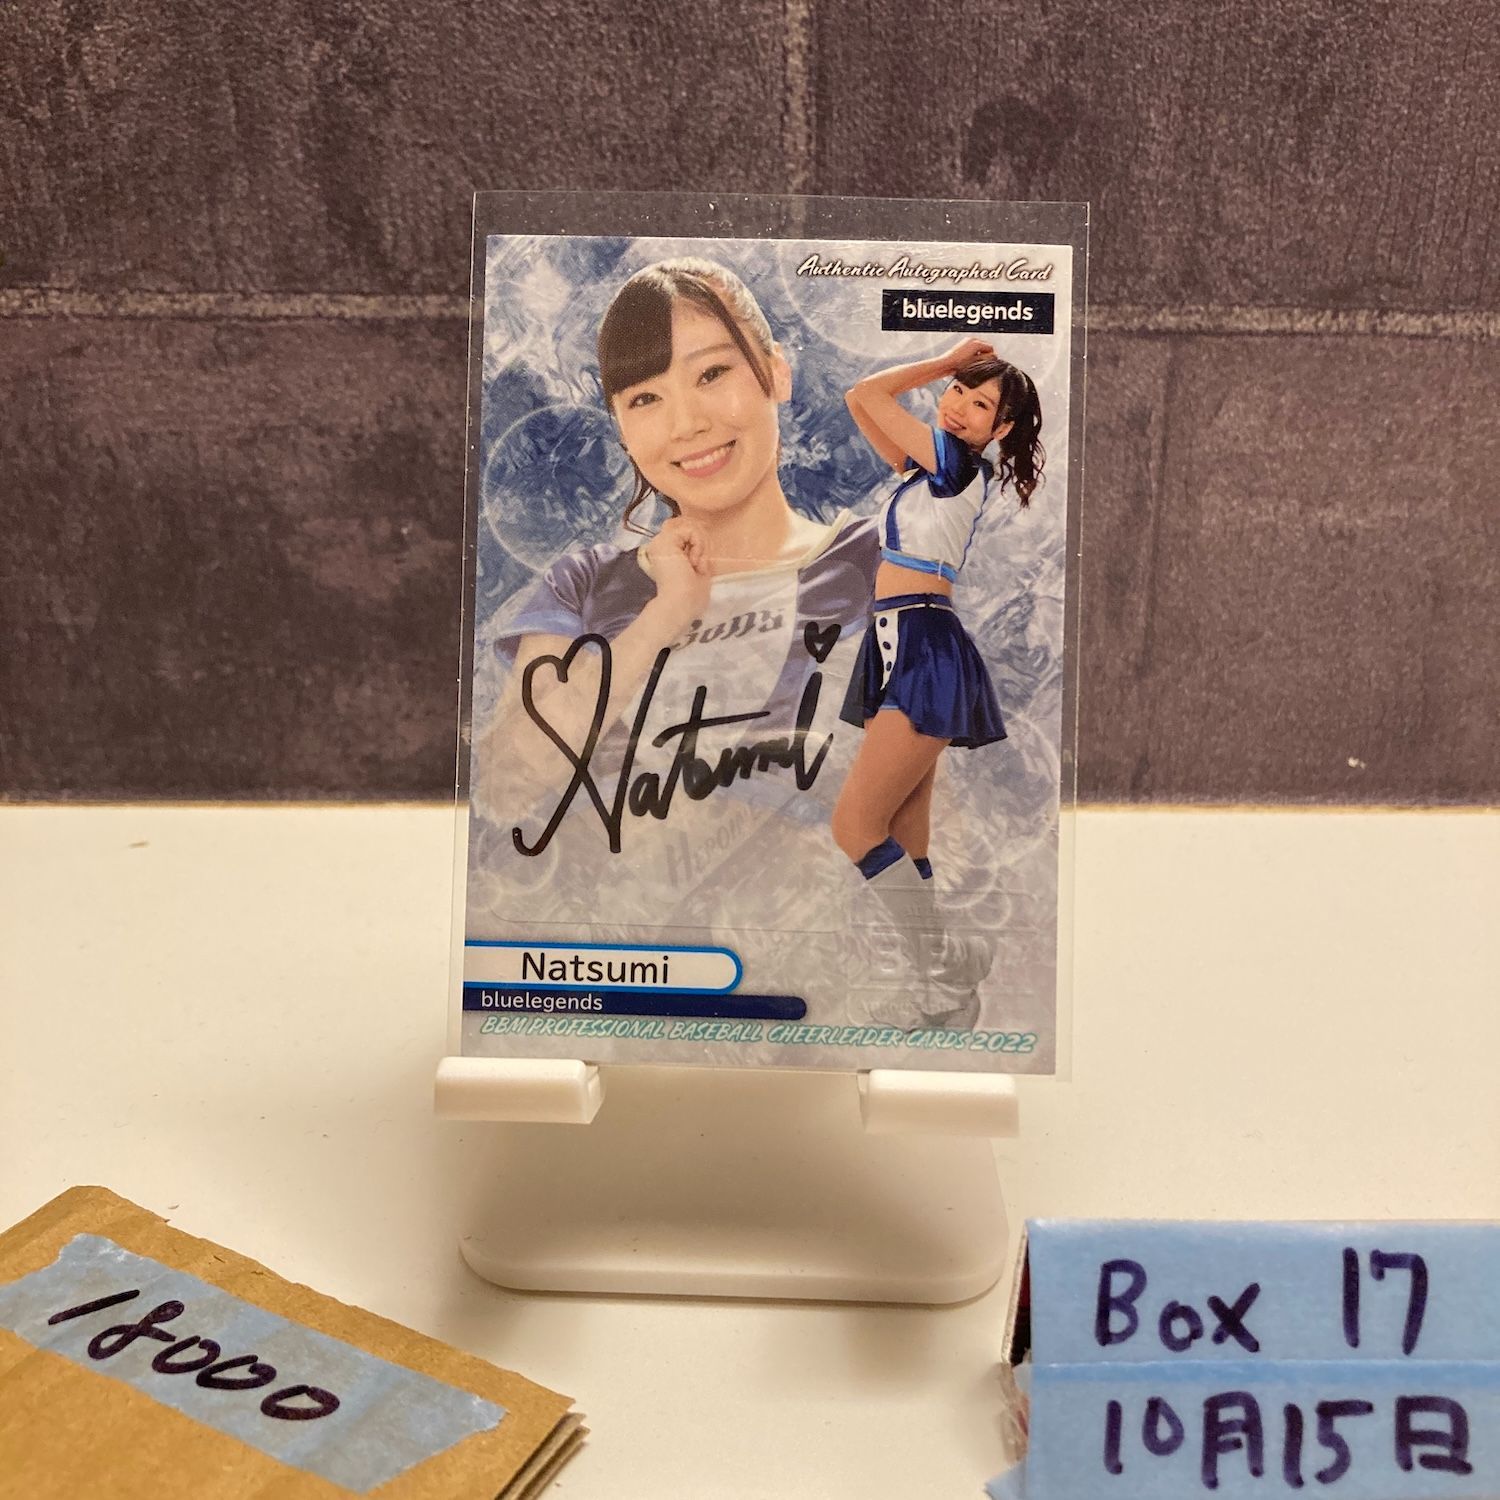 Authentic Autographed Card
bluelegends
Natsumi
Natsumi
bluelegends
BBM PROFESSIONAL BASEBALL CHEERLEADER CARDS 2022
18000
Box 17
10月15日